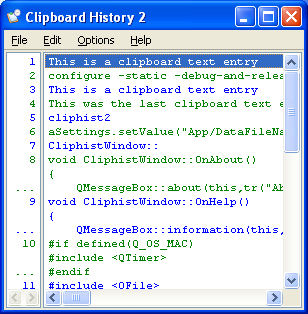 Clipboard History 2
File Edit Options Help
1 This is a clipboard text entry
2 configure -static -debug-and-relea
3 This is a clipboard text entry
4 This was the last clipboard text e
5 cliphist2
6 aSettings.setValue("App/DataFileNa
7 CliphistWindow::
8 void CliphistWindow::OnAbout()
{
... QMessageBox::about(this,tr("Ab
9 void CliphistWindow::OnHelp()
{
... QMessageBox::information(this,
10 #if defined(Q_OS_MAC)
#include <QTimer>
... #endif
11 #include <QFile>